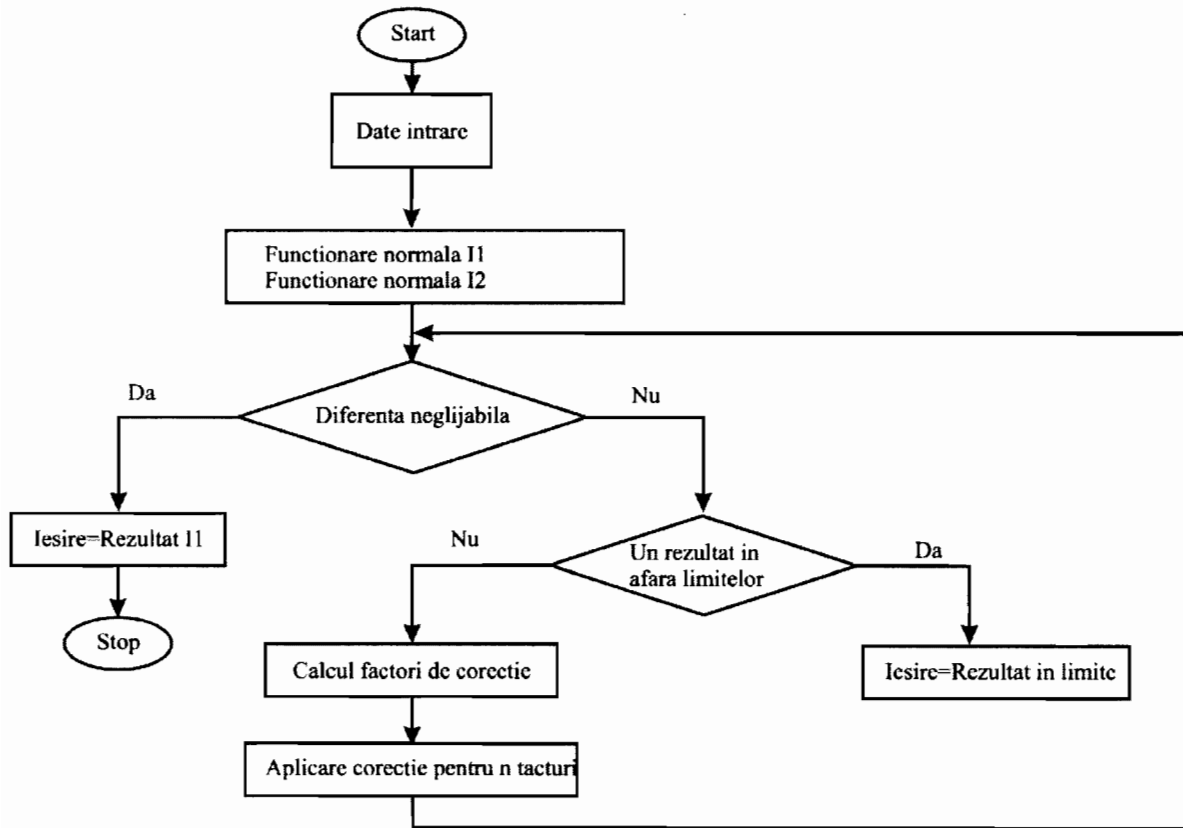 Start
Date intrare
Functionare normala I1
Functionare normala I2
Da
Nu
Diferenta neglijabila
Iesire=Rezultat I1
Nu
Un rezultat in
afara limitelor
Da
Stop
Calcul factori de corectie
Iesire=Rezultat in limite
Aplicare corectie pentru n tacturi